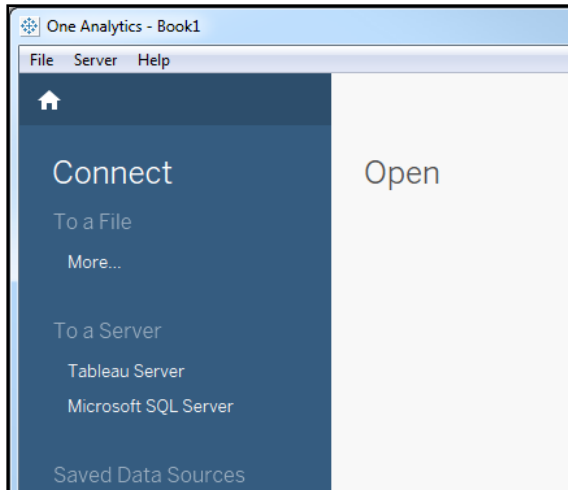 One Analytics - Book1
File Server Help
Connect
Open
To a File
More...
To a Server
Tableau Server
Microsoft SQL Server
Saved Data Sources